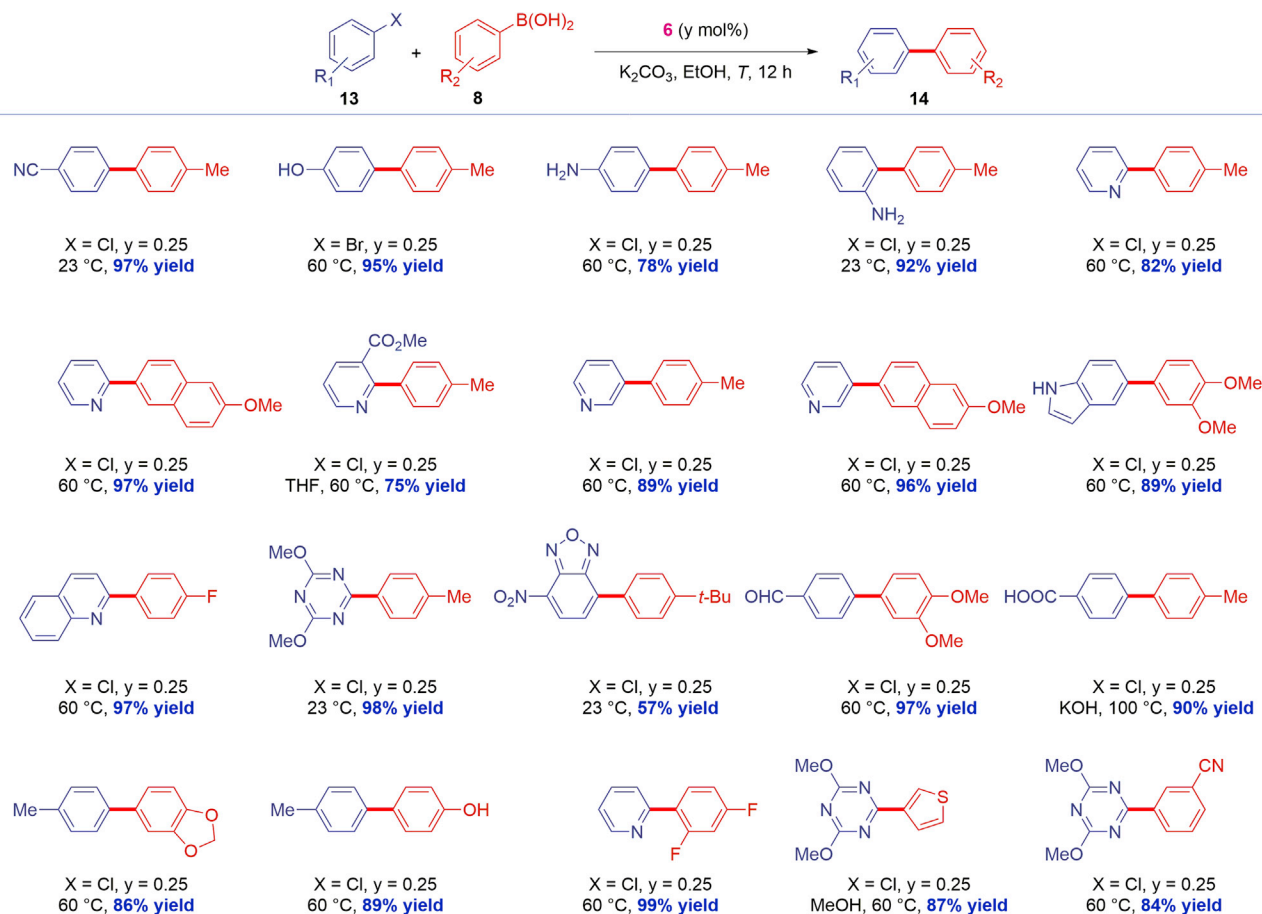 X
B(OH)2
R1
+
R2
6 (y mol%)
K2CO3, EtOH, T, 12 h
R1
R2
13
8
14
NC
Me
X = Cl, y = 0.25
23 °C, 97% yield
HO
Me
X = Br, y = 0.25
60 °C, 95% yield
H2N
Me
X = Cl, y = 0.25
60 °C, 78% yield
NH2
Me
X = Cl, y = 0.25
23 °C, 92% yield
N
Me
X = Cl, y = 0.25
60 °C, 82% yield
N
OMe
X = Cl, y = 0.25
60 °C, 97% yield
CO2Me
N
Me
X = Cl, y = 0.25
THF, 60 °C, 75% yield
N
Me
X = Cl, y = 0.25
60 °C, 89% yield
N
OMe
X = Cl, y = 0.25
60 °C, 96% yield
HN
OMe
OMe
X = Cl, y = 0.25
60 °C, 89% yield
N
F
X = Cl, y = 0.25
60 °C, 97% yield
MeO
N
N
N
MeO
Me
X = Cl, y = 0.25
23 °C, 98% yield
O
N
N
O2N
t-Bu
X = Cl, y = 0.25
23 °C, 57% yield
OHC
OMe
OMe
X = Cl, y = 0.25
60 °C, 97% yield
HOOC
Me
X = Cl, y = 0.25
KOH, 100 °C, 90% yield
Me
O
O
X = Cl, y = 0.25
60 °C, 86% yield
Me
OH
X = Cl, y = 0.25
60 °C, 89% yield
N
F
F
X = Cl, y = 0.25
60 °C, 99% yield
MeO
N
N
N
MeO
S
X = Cl, y = 0.25
MeOH, 60 °C, 87% yield
MeO
N
N
N
MeO
CN
X = Cl, y = 0.25
60 °C, 84% yield